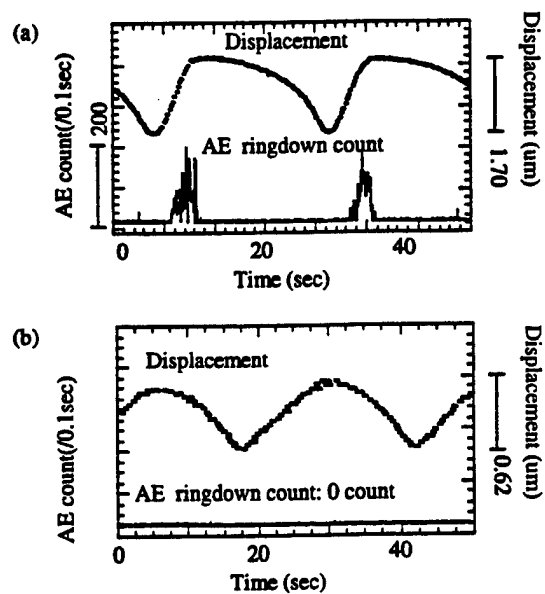 (a)
Displacement
AE ringdown count
AE count(/0.1sec)
200
Displacement (um)
1.70
0 20 40
Time (sec)
(b)
Displacement
AE ringdown count: 0 count
AE count(/0.1sec)
Displacement (um)
0.62
0 20 40
Time (sec)